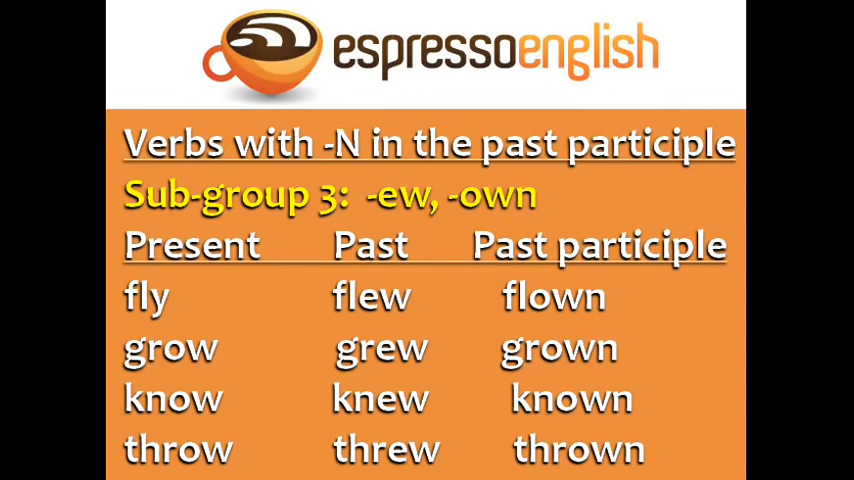 espressoenglish
Verbs with -N in the past participle
Sub-group 3: -ew, -own
Present Past Past participle
fly flew flown
grow grew grown
know knew known
throw threw thrown